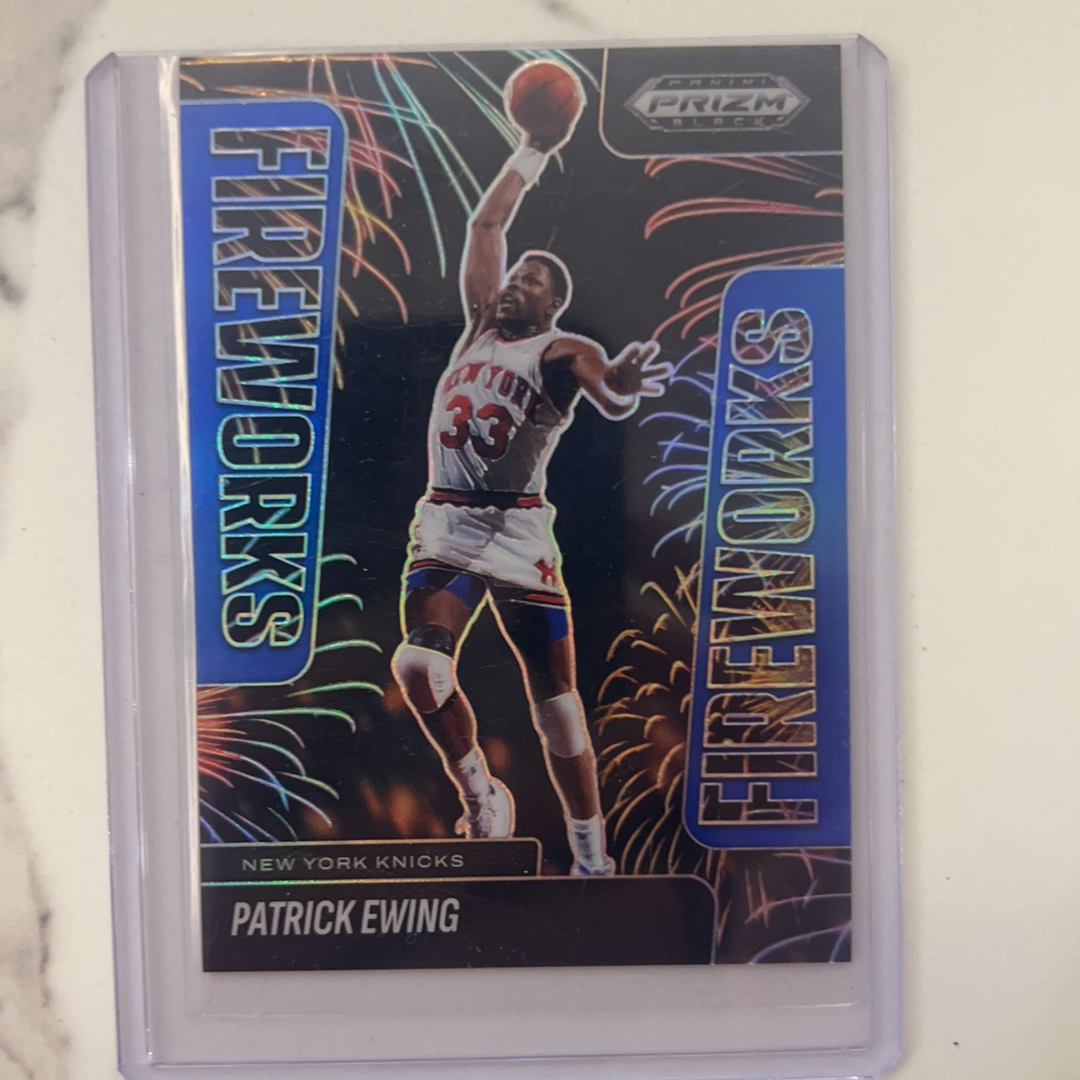 PANINI
PRIZM
BLACK
FIREWORKS
FIREWORKS
NEW YORK
33
NEW YORK KNICKS
PATRICK EWING